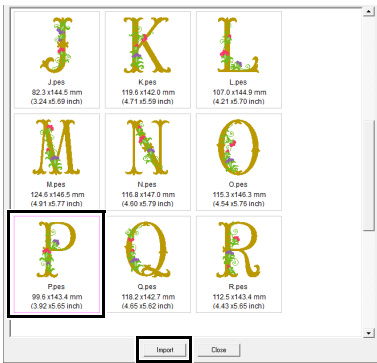 J.pes K.pes L.pes
82.3 x144.5 mm 119.6 x142.0 mm 107.0 x144.9 mm
(3.24 x5.69 inch) (4.71 x5.59 inch) (4.21 x5.70 inch)
M.pes N.pes O.pes
124.6 x146.5 mm 116.8 x147.0 mm 115.3 x146.3 mm
(4.91 x5.77 inch) (4.60 x5.79 inch) (4.54 x5.76 inch)
P.pes Q.pes R.pes
99.6 x143.4 mm 118.2 x142.7 mm 112.5 x143.4 mm
(3.92 x5.65 inch) (4.65 x5.62 inch) (4.43 x5.65 inch)
Import Close